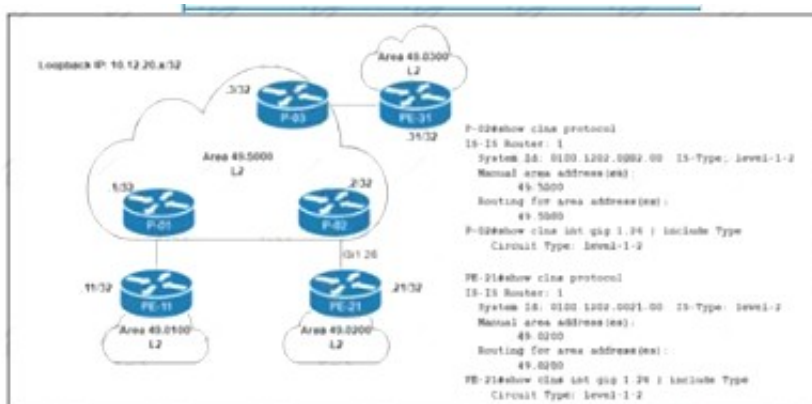 Loopback IP: 10.12.20.x/32
Area 49.0300
L2
.3/32
P-03
PE-31
.31/32
Area 49.5000
L2
1/32
P-01
.2/32
P-02
Gi1.26
.11/32
PE-11
.21/32
PE-21
Area 49.0100
L2
Area 49.0200
L2
P-02#show clns protocol
IS-IS Router: 1
System Id: 0100.1202.0002.00 IS-Type: level-1-2
Manual area address(es):
49.5000
Routing for area address(es):
49.5000
P-02#show clns int gig 1.26 | include Type
Circuit Type: level-1-2
PE-21#show clns protocol
IS-IS Router: 1
System Id: 0100.1202.0021.00 IS-Type: level-2
Manual area address(es):
49.0200
Routing for area address(es):
49.0200
PE-21#show clns int gig 1.26 | include Type
Circuit Type: level-1-2